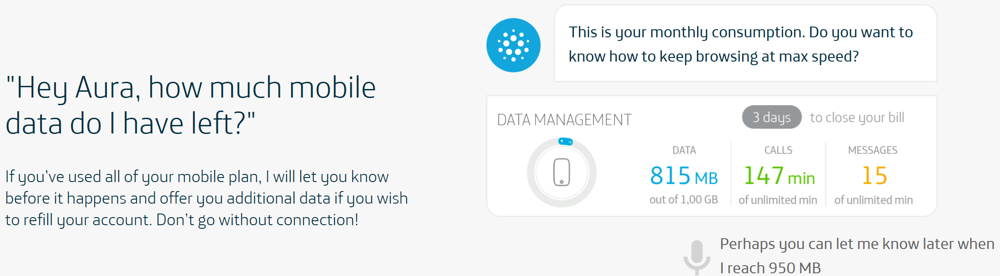 "Hey Aura, how much mobile
data do I have left?"
If you’ve used all of your mobile plan, I will let you know
before it happens and offer you additional data if you wish
to refill your account. Don’t go without connection!
This is your monthly consumption. Do you want to
know how to keep browsing at max speed?
DATA MANAGEMENT
3 days to close your bill
DATA
815 MB
out of 1,00 GB
CALLS
147 min
of unlimited min
MESSAGES
15
of unlimited min
Perhaps you can let me know later when
I reach 950 MB